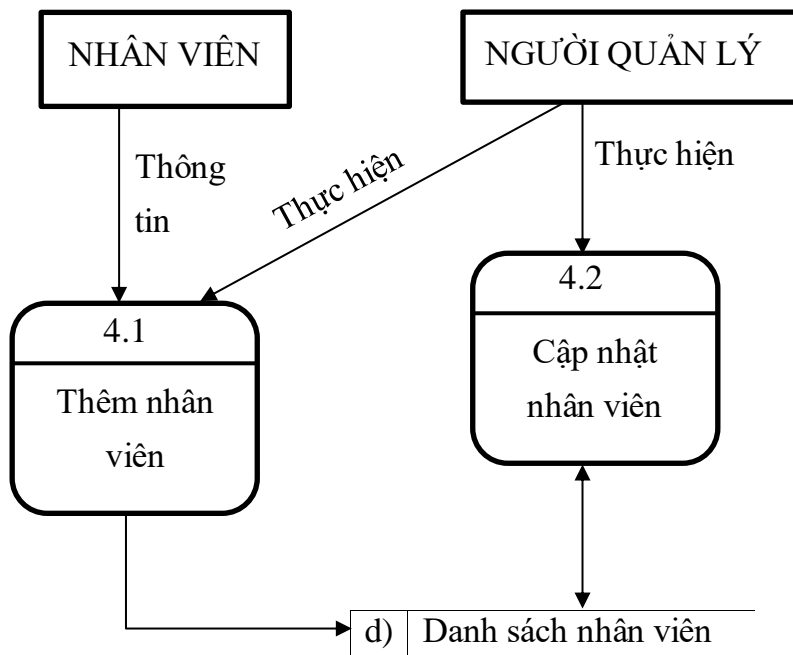 NHÂN VIÊN
NGƯỜI QUẢN LÝ
Thông
tin
Thực hiện
Thực hiện
4.1
Thêm nhân
viên
4.2
Cập nhật
nhân viên
d) Danh sách nhân viên